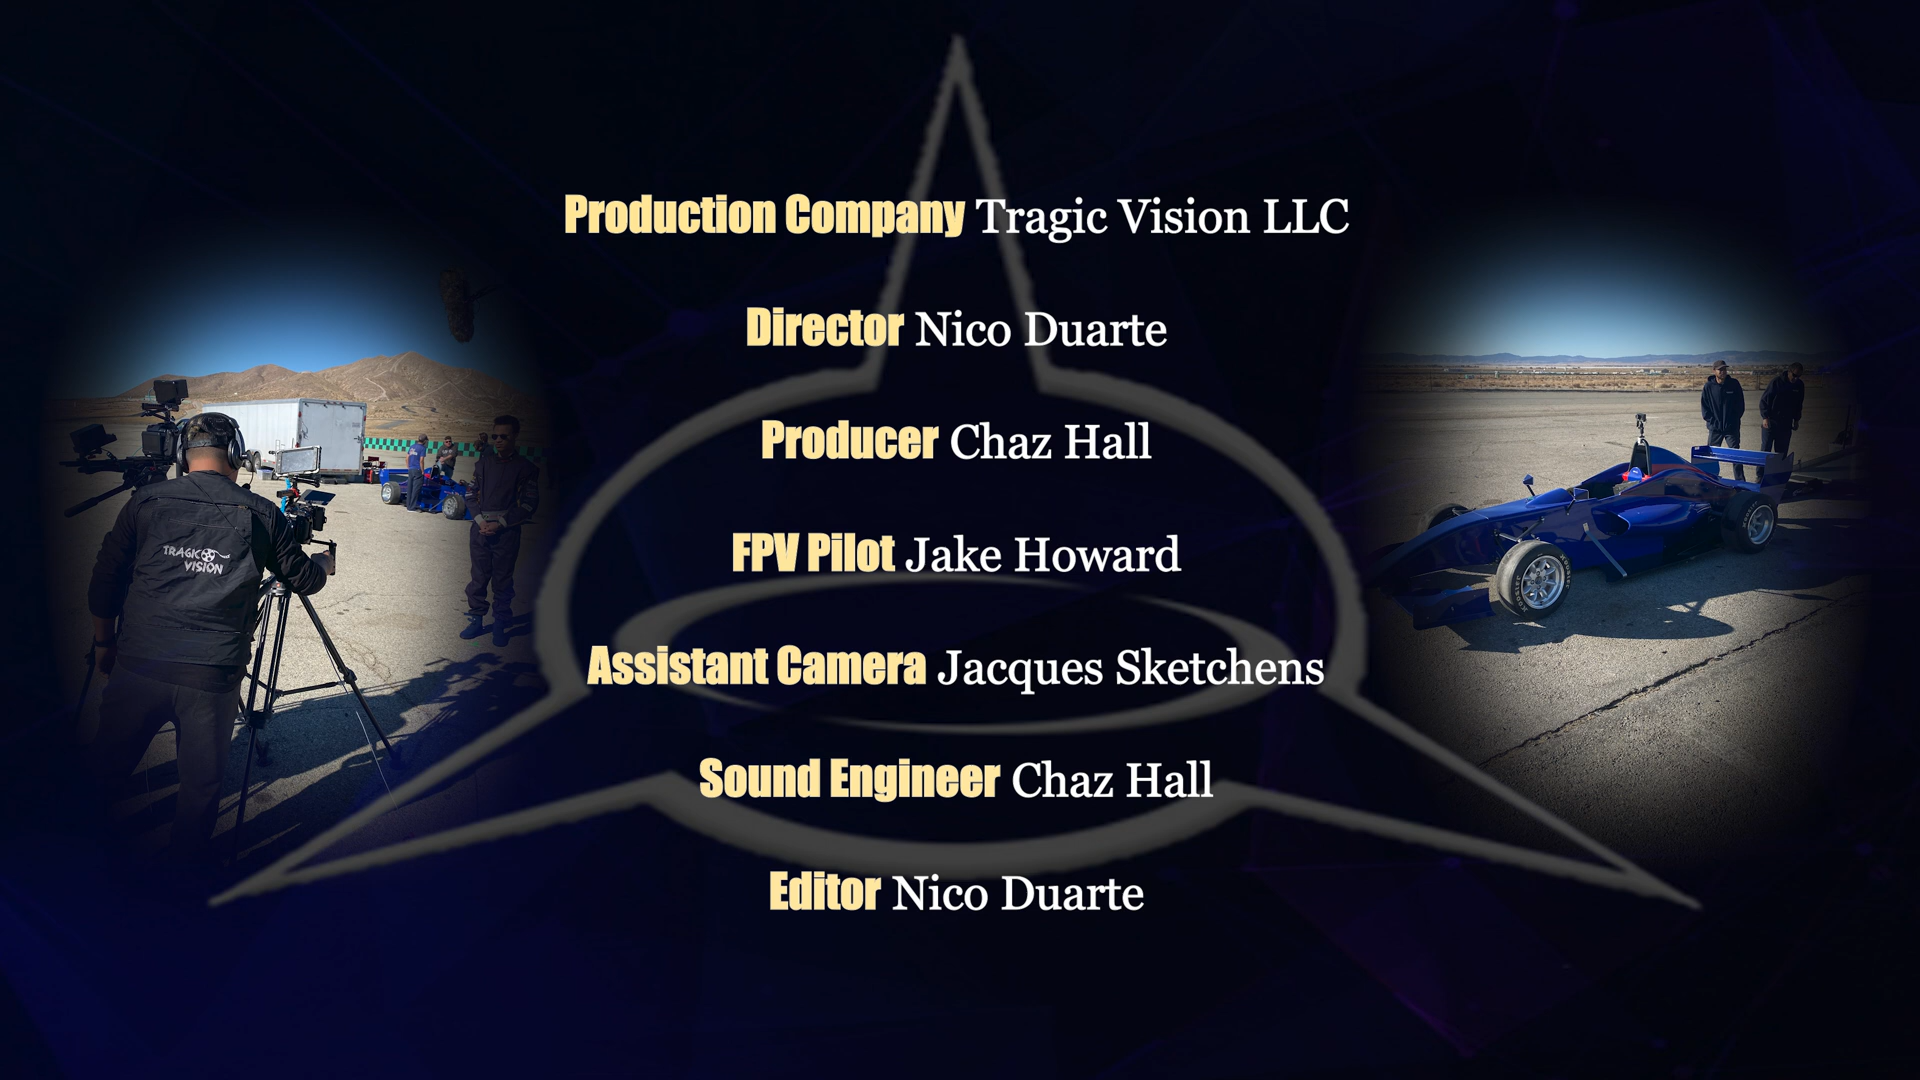 Production Company Tragic Vision LLC
Director Nico Duarte
Producer Chaz Hall
FPV Pilot Jake Howard
Assistant Camera Jacques Sketchens
Sound Engineer Chaz Hall
Editor Nico Duarte
TRAGIC
VISION
HOOSIER